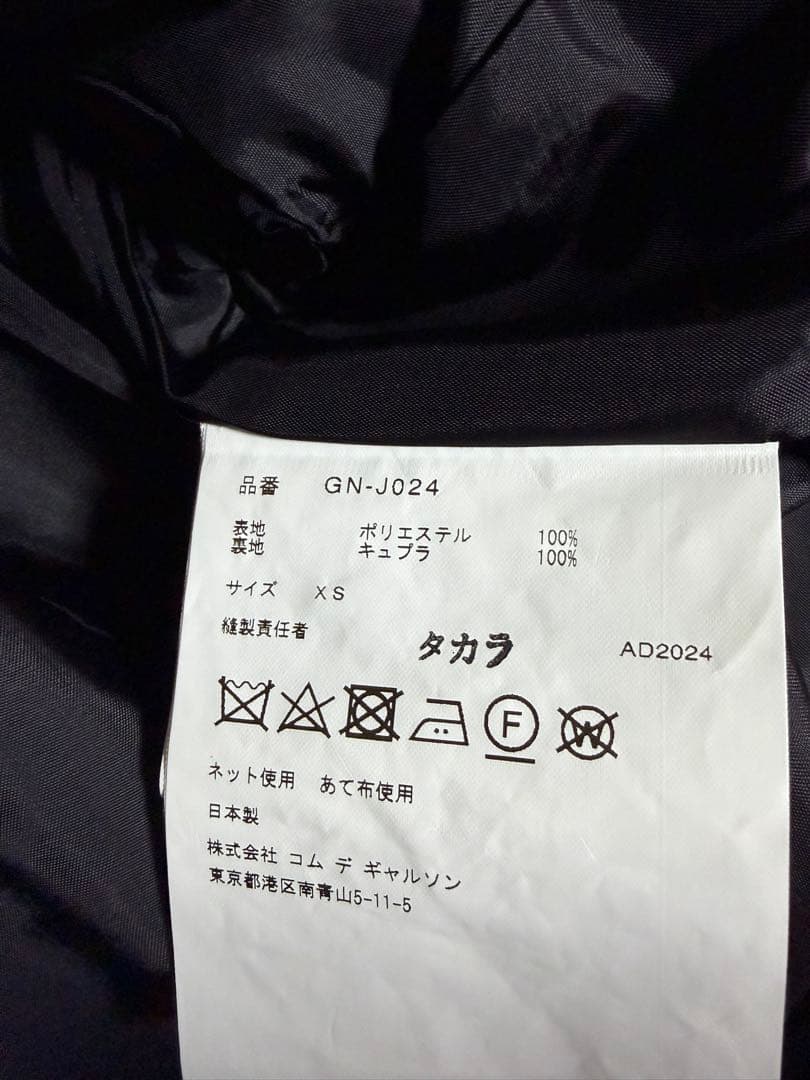 品番 GN-J024
表地 ポリエステル 100%
裏地 キュプラ 100%
サイズ XS
縫製責任者 タカラ AD2024
F W
ネット使用 あて布使用
日本製
株式会社 コム デ ギャルソン
東京都港区南青山5-11-5